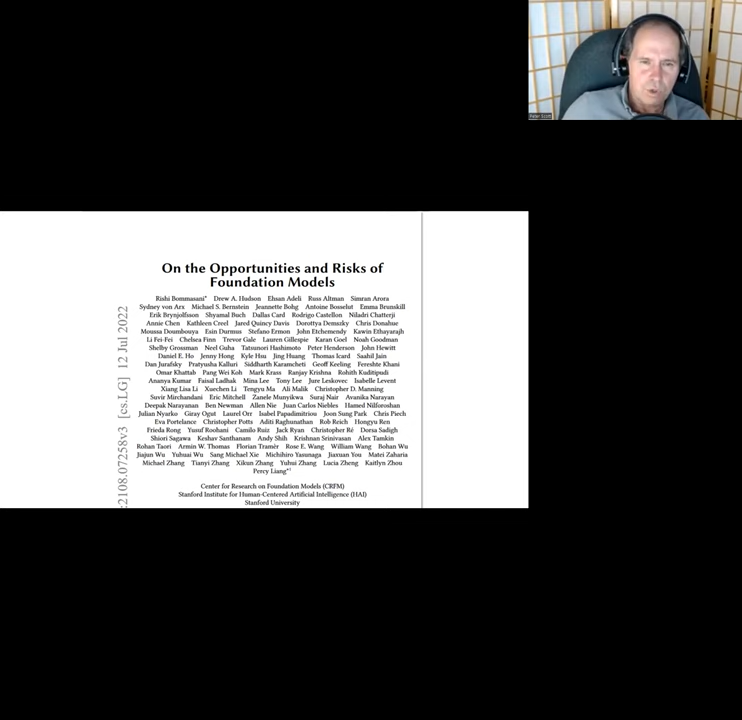 Peter Scott
On the Opportunities and Risks of
Foundation Models
Rishi Bommasani* Drew A. Hudson Ehsan Adeli Russ Altman Simran Arora
Sydney von Arx Michael S. Bernstein Jeannette Bohg Antoine Bosselut Emma Brunskill
Erik Brynjolfsson Shyamal Buch Dallas Card Rodrigo Castellon Niladri Chatterji
Annie Chen Kathleen Creel Jared Quincy Davis Dorottya Demszky Chris Donahue
Moussa Doumbouya Esin Durmus Stefano Ermon John Etchemendy Kawin Ethayarajh
Li Fei-Fei Chelsea Finn Trevor Gale Lauren Gillespie Karan Goel Noah Goodman
Shelby Grossman Neel Guha Tatsunori Hashimoto Peter Henderson John Hewitt
Daniel E. Ho Jenny Hong Kyle Hsu Jing Huang Thomas Icard Saahil Jain
Dan Jurafsky Pratyusha Kalluri Siddharth Karamcheti Geoff Keeling Fereshte Khani
Omar Khattab Pang Wei Koh Mark Krass Ranjay Krishna Rohith Kuditipudi
Ananya Kumar Faisal Ladhak Mina Lee Tony Lee Jure Leskovec Isabelle Levent
Xiang Lisa Li Xuechen Li Tengyu Ma Ali Malik Christopher D. Manning
Suvir Mirchandani Eric Mitchell Zanele Munyikwa Suraj Nair Avanika Narayan
Deepak Narayanan Ben Newman Allen Nie Juan Carlos Niebles Hamed Nilforoshan
Julian Nyarko Giray Ogut Laurel Orr Isabel Papadimitriou Joon Sung Park Chris Piech
Eva Portelance Christopher Potts Aditi Raghunathan Rob Reich Hongyu Ren
Frieda Rong Yusuf Roohani Camilo Ruiz Jack Ryan Christopher Ré Dorsa Sadigh
Shiori Sagawa Keshav Santhanam Andy Shih Krishnan Srinivasan Alex Tamkin
Rohan Taori Armin W. Thomas Florian Tramèr Rose E. Wang William Wang Bohan Wu
Jiajun Wu Yuhuai Wu Sang Michael Xie Michihiro Yasunaga Jiaxuan You Matei Zaharia
Michael Zhang Tianyi Zhang Xikun Zhang Yuhui Zhang Lucia Zheng Kaitlyn Zhou
Percy Liang*¹
Center for Research on Foundation Models (CRFM)
Stanford Institute for Human-Centered Artificial Intelligence (HAI)
Stanford University
:2108.07258v3 [cs.LG] 12 Jul 2022